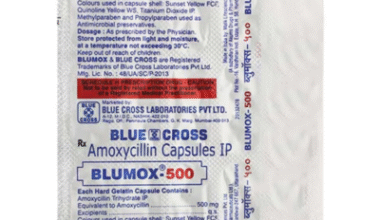 Colours used in capsule shell: Sunset Yellow FCF,
Quinoline Yellow WS, Titanium Dioxide IP
Methylparaben and Propylparaben used as
Antimicrobial preservatives.
Dosage : As prescribed by the Physician.
Store protected from light and moisture,
at a temperature not exceeding 30°C.
Keep out of reach of children.
BLUMOX & BLUE CROSS are Registered
Trademarks of Blue Cross Laboratories Pvt Ltd.
Mfg. Lic. No. : 48/UA/SC/P-2013
Marketed by
BLUE CROSS
BLUE CROSS LABORATORIES PVT LTD.
BLUE CROSS
Rx Amoxycillin Capsules IP
BLUMOX®-500
Each Hard Gelatin Capsule Contains :
Amoxycillin Trihydrate IP
Equivalent to Amoxycillin 500 mg
Excipients
BLUMOX-500
ब्लुमॉक्स-५००